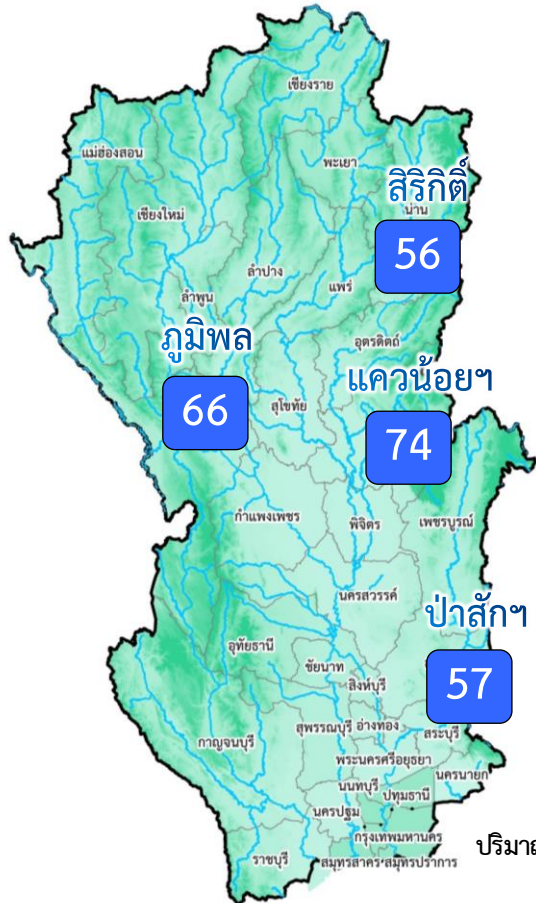 เชียงราย
แม่ฮ่องสอน
พะเยา
สิริกิติ์
น่าน
เชียงใหม่
56
ลำปาง
แพร่
ลำพูน
ภูมิพล
อุตรดิตถ์
แควน้อยฯ
66
สุโขทัย
74
กำแพงเพชร
พิจิตร
เพชรบูรณ์
นครสวรรค์
ป่าสักฯ
อุทัยธานี
ชัยนาท
สิงห์บุรี
57
สุพรรณบุรี
อ่างทอง
สระบุรี
กาญจนบุรี
พระนครศรีอยุธยา
นครนายก
นนทบุรี
ปทุมธานี
นครปฐม
กรุงเทพมหานคร
ราชบุรี
สมุทรสาคร
สมุทรปราการ